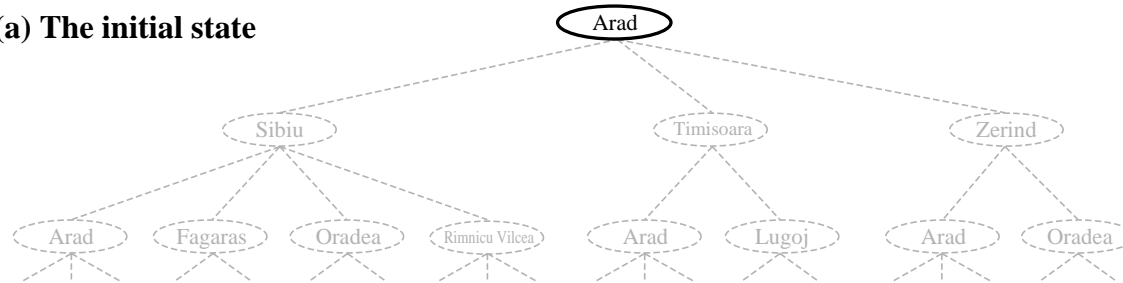 (a) The initial state
Arad
Sibiu
Timisoara
Zerind
Arad
Fagaras
Oradea
Rimnicu Vilcea
Arad
Lugoj
Arad
Oradea